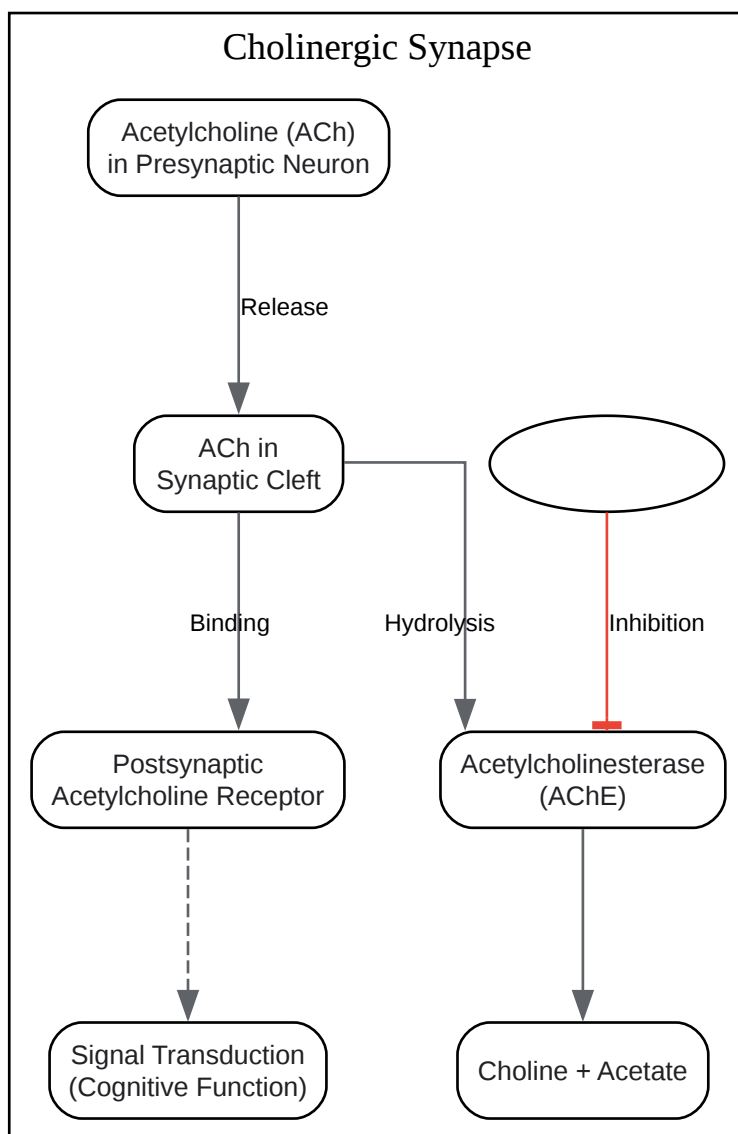 Cholinergic Synapse
Acetylcholine (ACh)
in Presynaptic Neuron
Release
ACh in
Synaptic Cleft
Binding
Hydrolysis
Inhibition
Postsynaptic
Acetylcholine Receptor
Acetylcholinesterase
(AChE)
Signal Transduction
(Cognitive Function)
Choline + Acetate